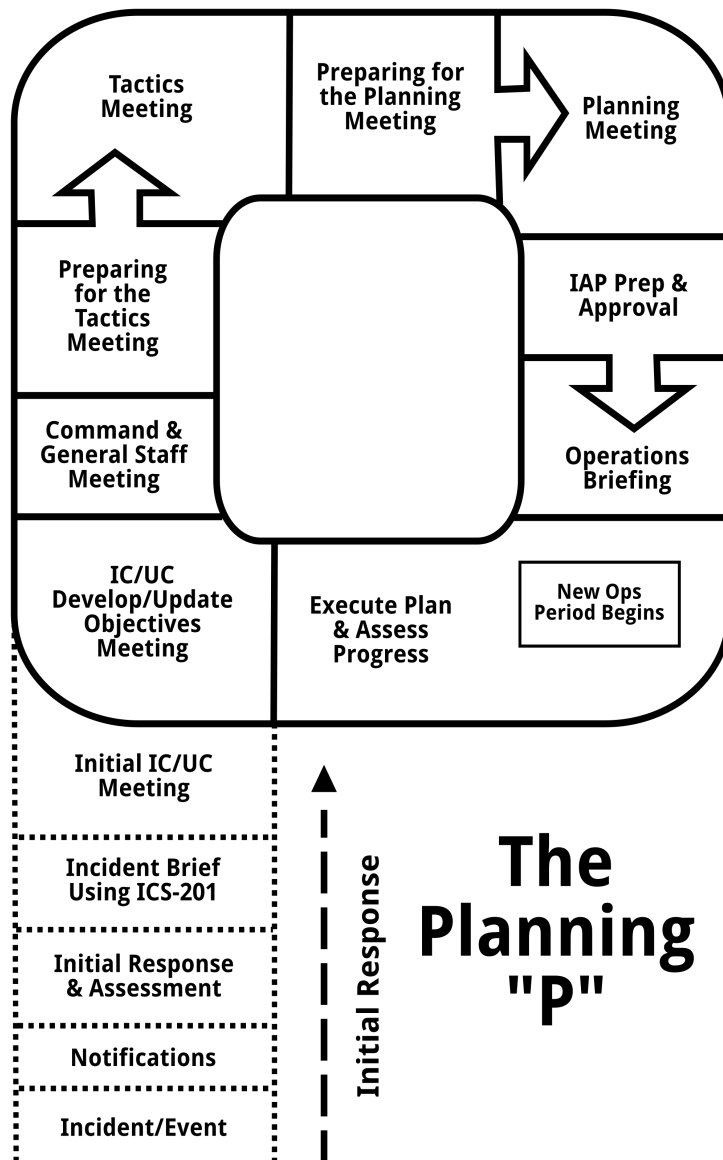 Tactics
Meeting
Preparing for
the Planning
Meeting
Planning
Meeting
Preparing
for the
Tactics
Meeting
IAP Prep &
Approval
Command &
General Staff
Meeting
Operations
Briefing
IC/UC
Develop/Update
Objectives
Meeting
Execute Plan
& Assess
Progress
New Ops
Period Begins
Initial IC/UC
Meeting
Incident Brief
Using ICS-201
Initial Response
& Assessment
Notifications
Incident/Event
Initial Response
The
Planning
"P"